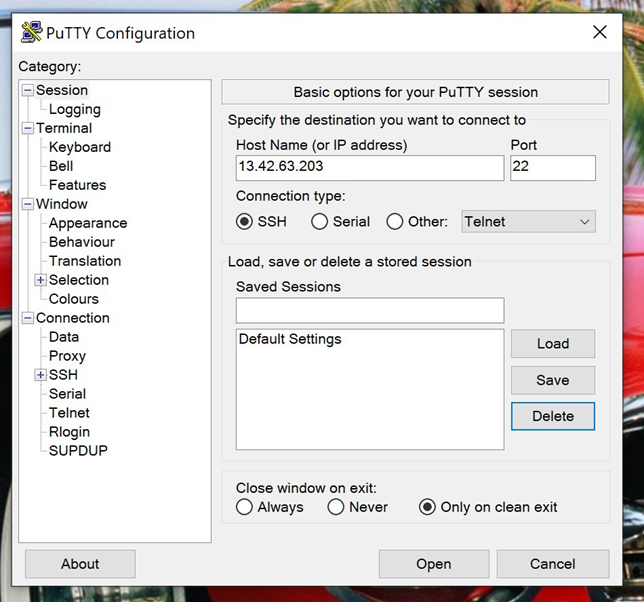 PuTTY Configuration
Category:
Session
Logging
Terminal
Keyboard
Bell
Features
Window
Appearance
Behaviour
Translation
Selection
Colours
Connection
Data
Proxy
SSH
Serial
Telnet
Rlogin
SUPDUP
Basic options for your PuTTY session
Specify the destination you want to connect to
Host Name (or IP address) Port
13.42.63.203 22
Connection type:
SSH Serial Other: Telnet
Load, save or delete a stored session
Saved Sessions
Default Settings
Load
Save
Delete
Close window on exit:
Always Never Only on clean exit
About Open Cancel